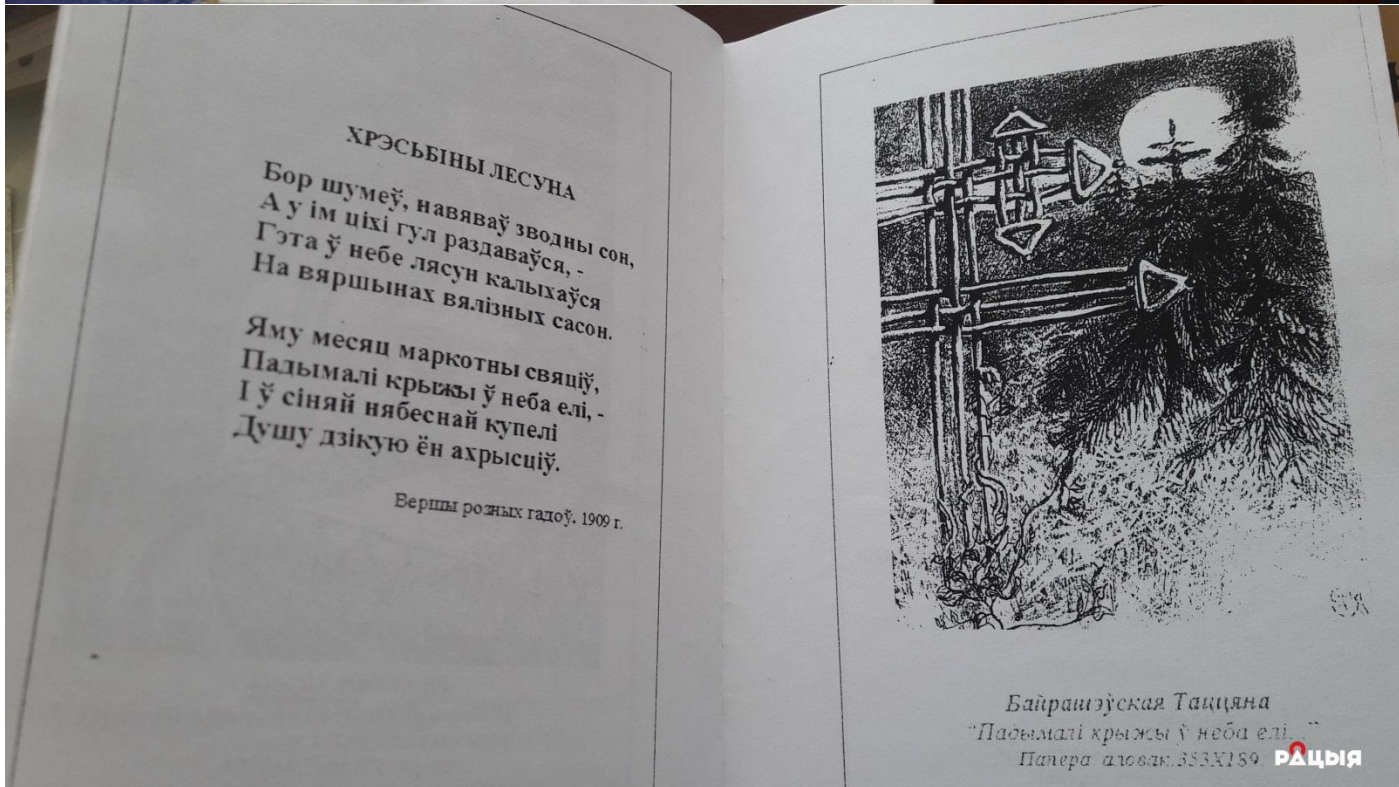 ХРЭСЬБІНЫ ЛЕСУНА
Бор шумеў, навяваў зводны сон,
А у ім ціхі гул раздаваўся, -
Гэта ў небе лясун калыхаўся
На вяршынах вялізных сасон.
Яму месяц маркотны свяціў,
Падымалі крыжы ў неба елі, -
І ў сіняй нябеснай купелі
Душу дзікую ён ахрысціў.
Вершы розных гадоў. 1909 г.
Байрашэўская Таццяна
"Падымалі крыжы ў неба елі..."
Папера. аловак.353Х189.
РАЦЫЯ